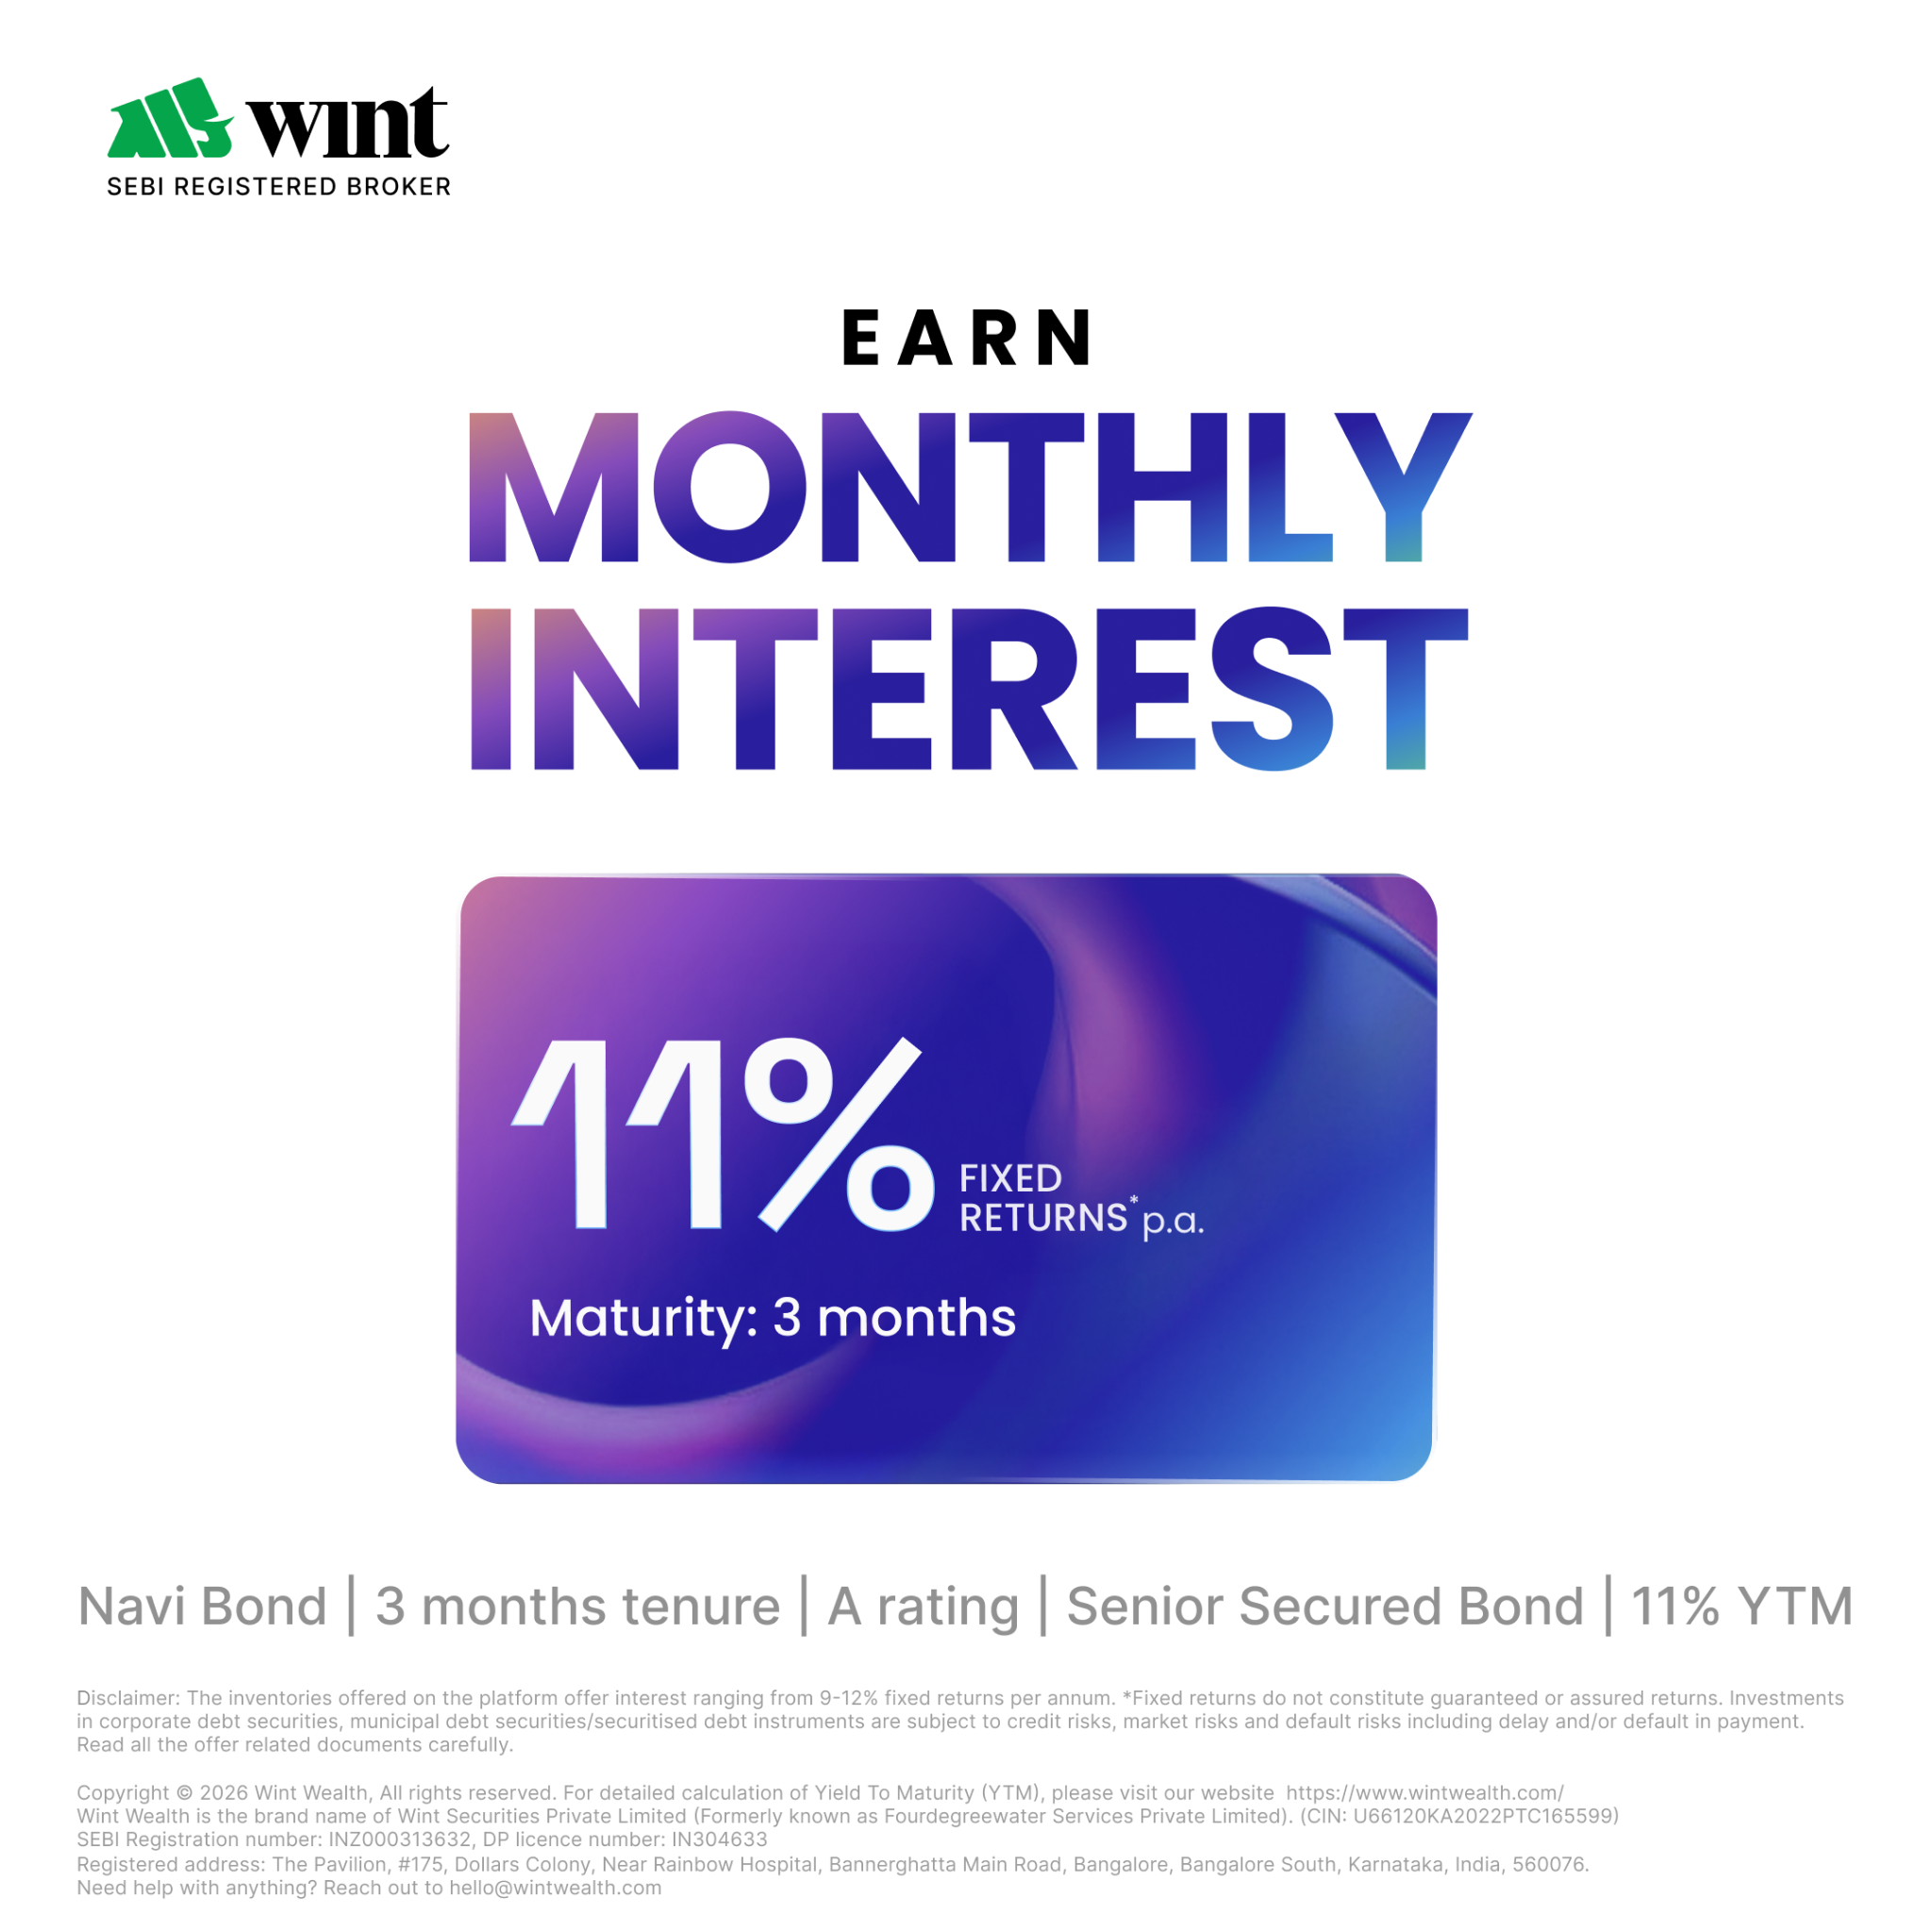 wint
SEBI REGISTERED BROKER
EARN
MONTHLY
INTEREST
11% FIXED
RETURNS* p.a.
Maturity: 3 months
Navi Bond | 3 months tenure | A rating | Senior Secured Bond | 11% YTM
Disclaimer: The inventories offered on the platform offer interest ranging from 9-12% fixed returns per annum. *Fixed returns do not constitute guaranteed or assured returns. Investments
in corporate debt securities, municipal debt securities/securitised debt instruments are subject to credit risks, market risks and default risks including delay and/or default in payment.
Read all the offer related documents carefully.
Copyright © 2026 Wint Wealth, All rights reserved. For detailed calculation of Yield To Maturity (YTM), please visit our website https://www.wintwealth.com/
Wint Wealth is the brand name of Wint Securities Private Limited (Formerly known as Fourdegreewater Services Private Limited). (CIN: U66120KA2022PTC165599)
SEBI Registration number: INZ000313632, DP licence number: IN304633
Registered address: The Pavilion, #175, Dollars Colony, Near Rainbow Hospital, Bannerghatta Main Road, Bangalore, Bangalore South, Karnataka, India, 560076.
Need help with anything? Reach out to hello@wintwealth.com